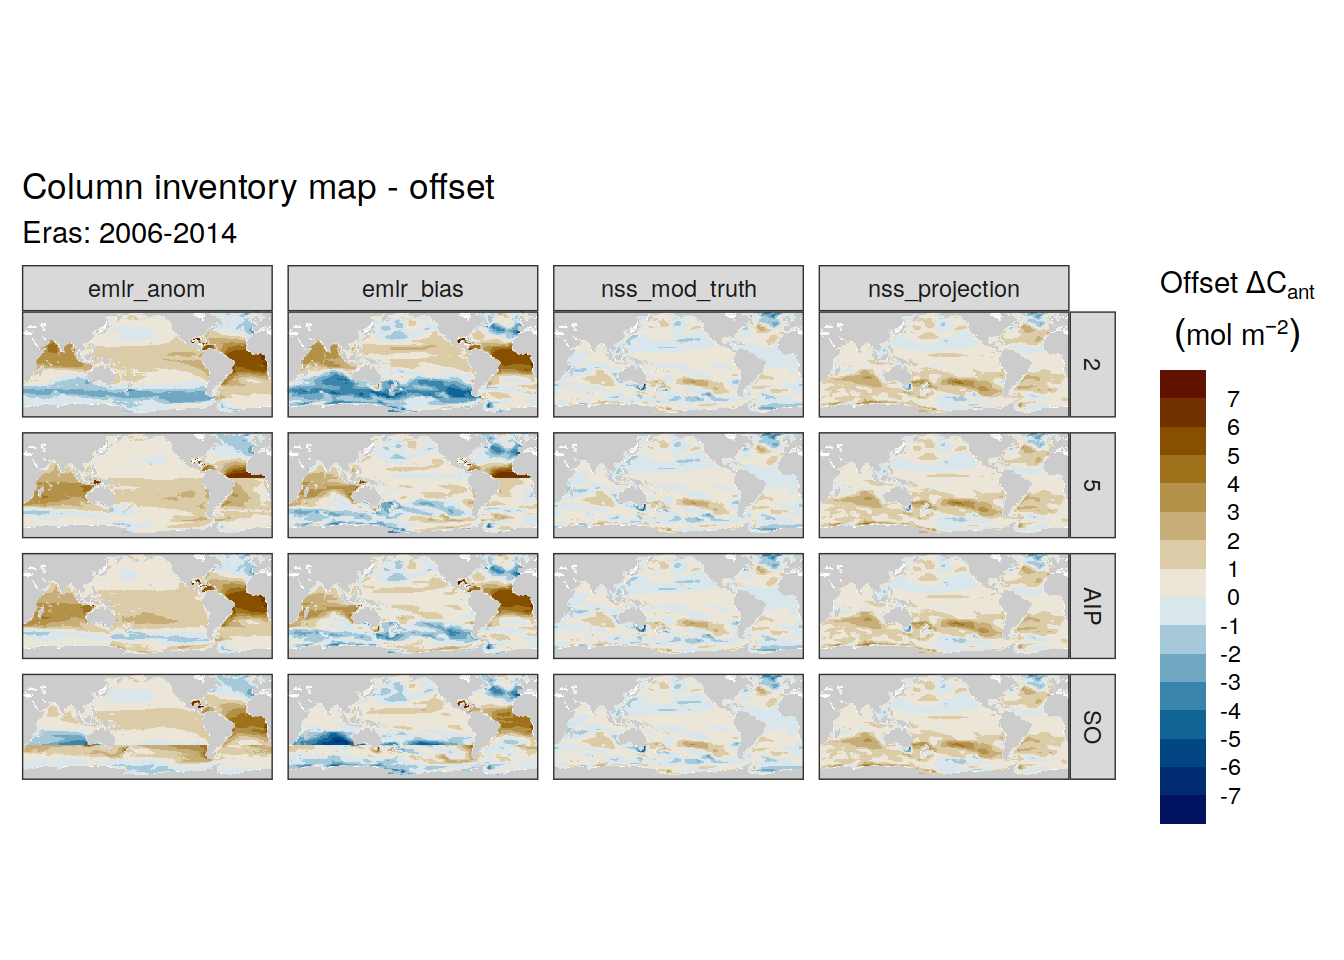 Column inventory map - offset
Eras: 2006-2014
emlr_anom
emlr_bias
nss_mod_truth
nss_projection
2
5
AIP
SO
Offset ΔCant
(mol m−2)
7
6
5
4
3
2
1
0
-1
-2
-3
-4
-5
-6
-7